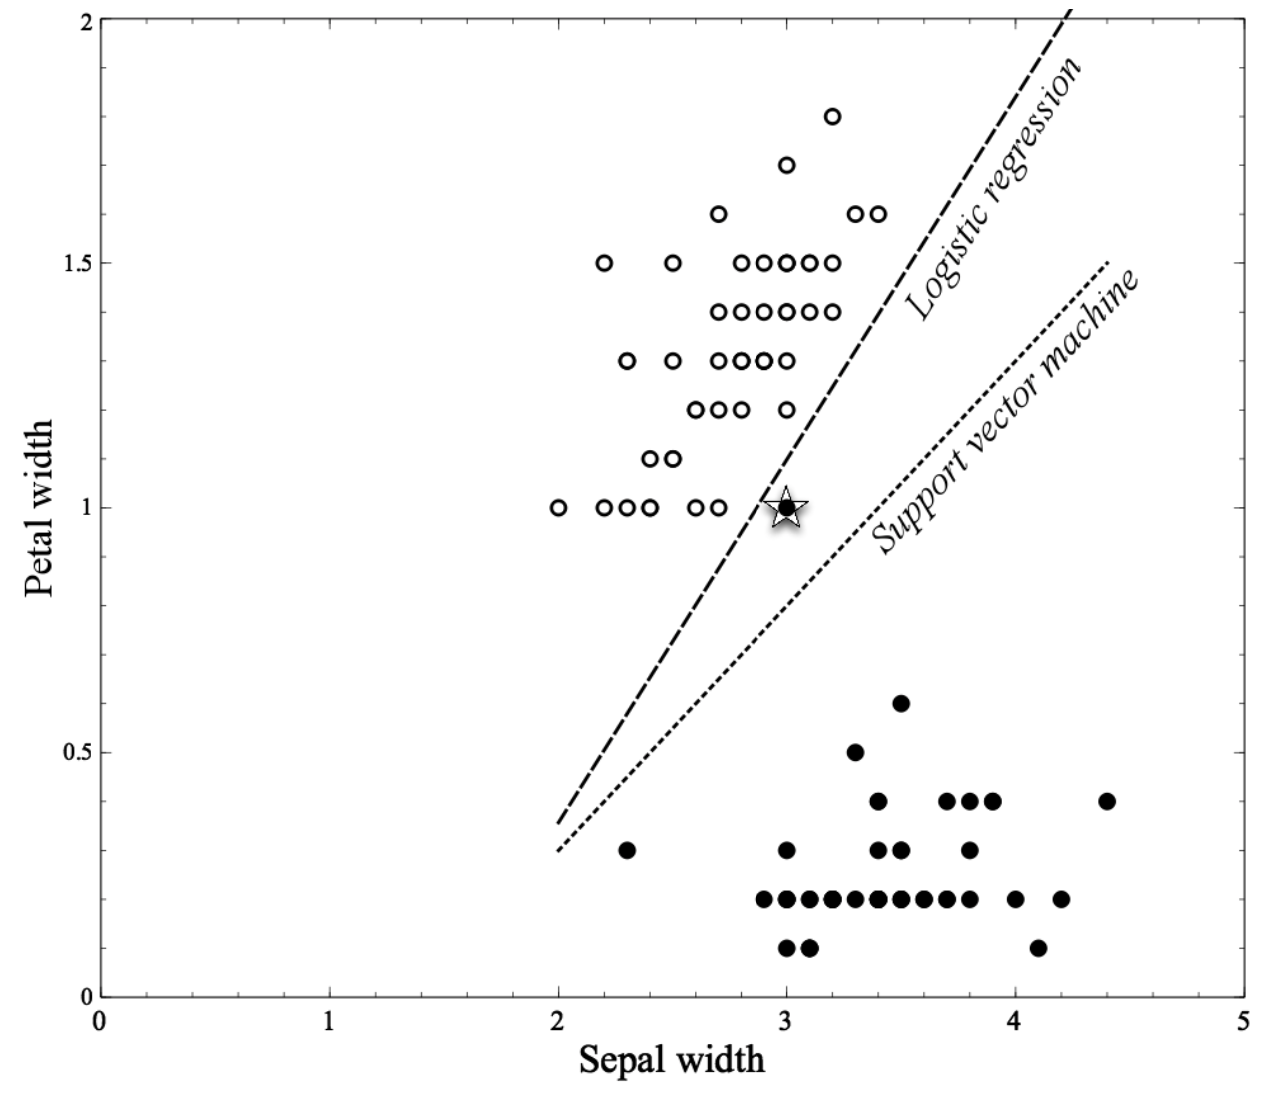 2
1.5
1
0.5
0
0
1
2
3
4
5
Petal width
Sepal width
Logistic regression
Support vector machine